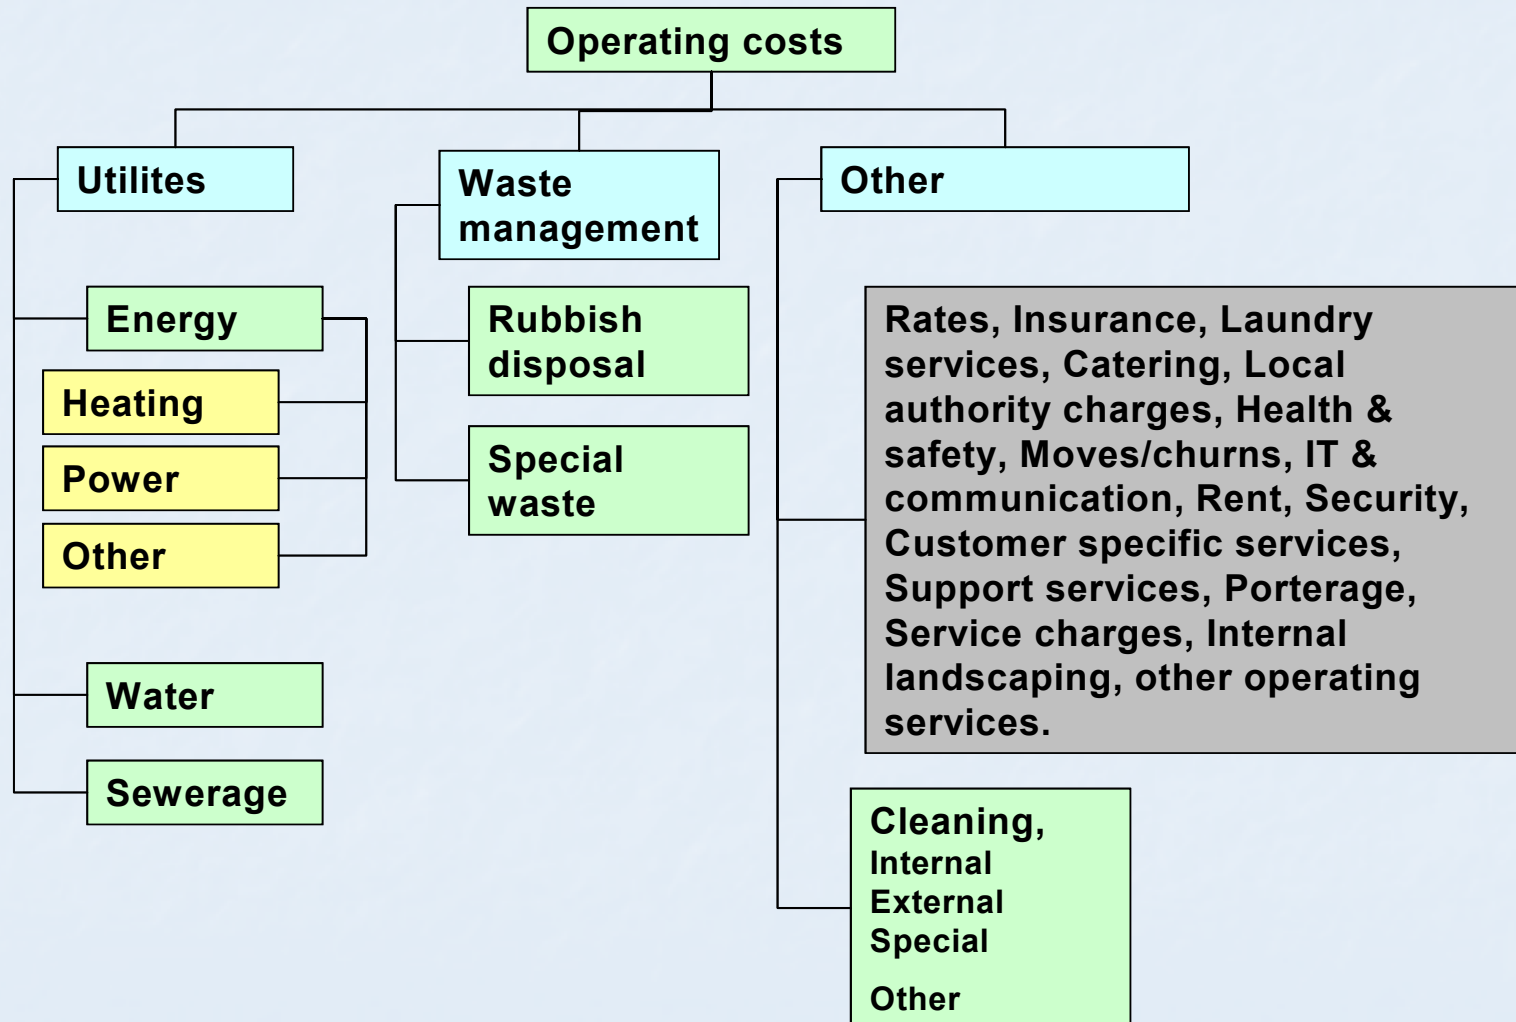 Operating costs
Utilites
Waste
management
Other
Energy
Heating
Power
Other
Water
Sewerage
Rubbish
disposal
Special
waste
Rates, Insurance, Laundry
services, Catering, Local
authority charges, Health &
safety, Moves/churns, IT &
communication, Rent, Security,
Customer specific services,
Support services, Porterage,
Service charges, Internal
landscaping, other operating
services.
Cleaning,
Internal
External
Special
Other